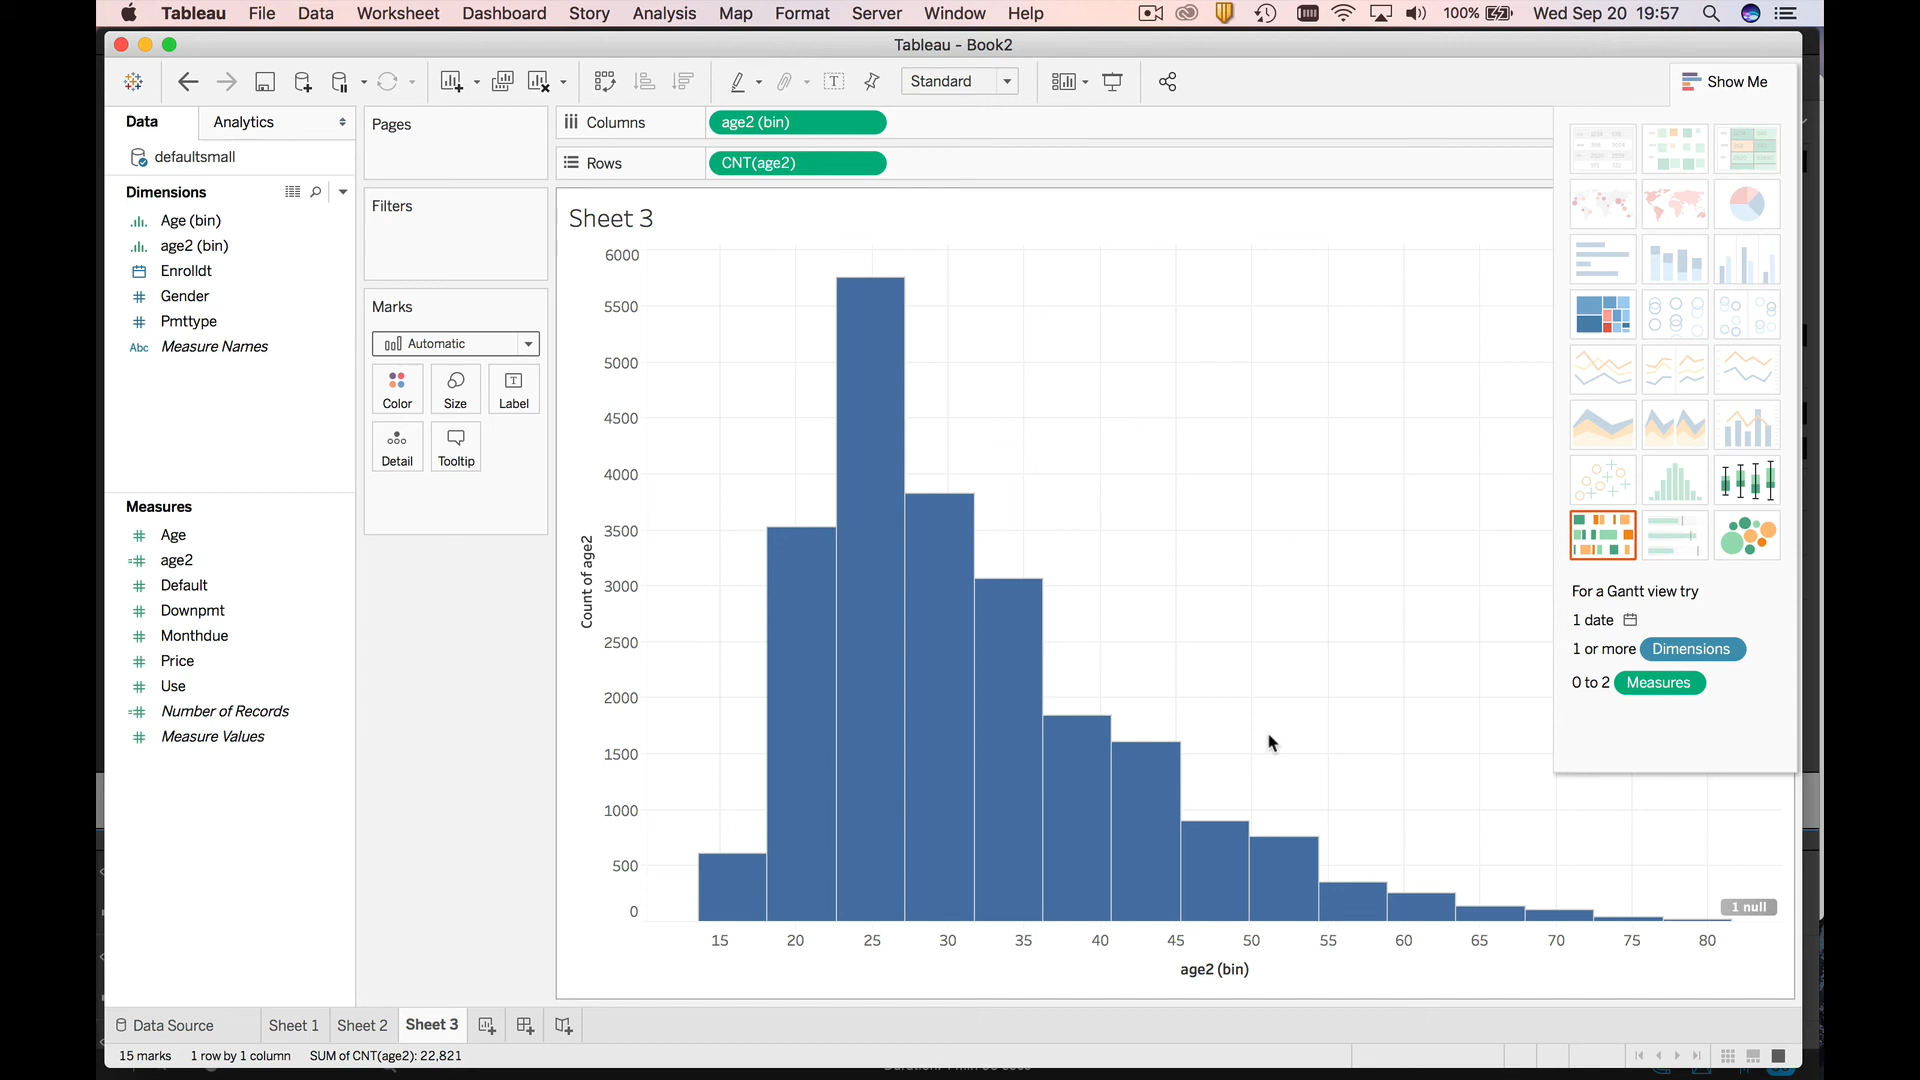 Tableau File Data Worksheet Dashboard Story Analysis Map Format Server Window Help 100% Wed Sep 20 19:57
Tableau - Book2
Standard
Show Me
Data Analytics
defaultsmall
Dimensions
Age (bin)
age2 (bin)
Enrolldt
Gender
Pmttype
Abc Measure Names
Measures
Age
age2
Default
Downpmt
Monthdue
Price
Use
Number of Records
Measure Values
Pages
Filters
Marks
Automatic
Color Size Label
Detail Tooltip
Columns age2 (bin)
Rows CNT(age2)
Sheet 3
6000
5500
5000
4500
4000
3500
3000
2500
2000
1500
1000
500
0
Count of age2
15 20 25 30 35 40 45 50 55 60 65 70 75 80
age2 (bin)
1 null
For a Gantt view try
1 date
1 or more Dimensions
0 to 2 Measures
Data Source Sheet 1 Sheet 2 Sheet 3
15 marks 1 row by 1 column SUM of CNT(age2): 22,821